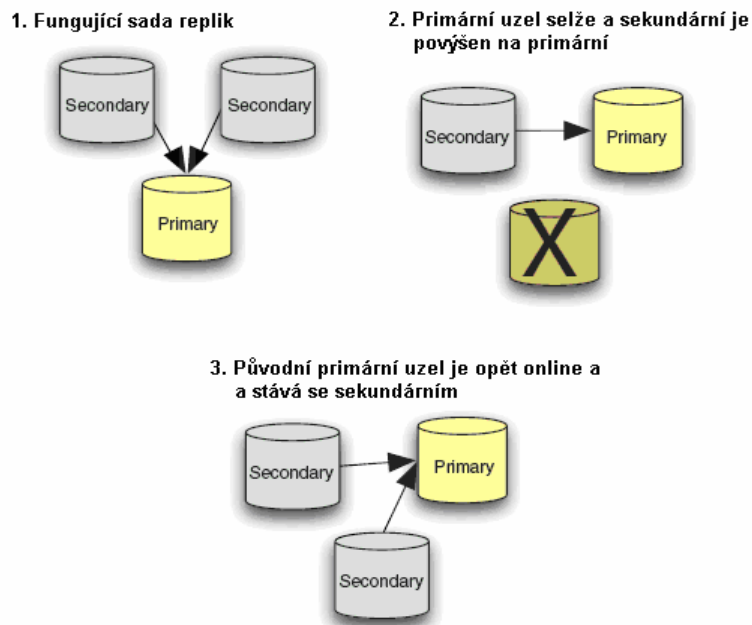 1. Fungující sada replik
Secondary
Secondary
Primary
2. Primární uzel selže a sekundární je
povýšen na primární
Secondary
Primary
X
3. Původní primární uzel je opět online a
a stává se sekundárním
Secondary
Primary
Secondary